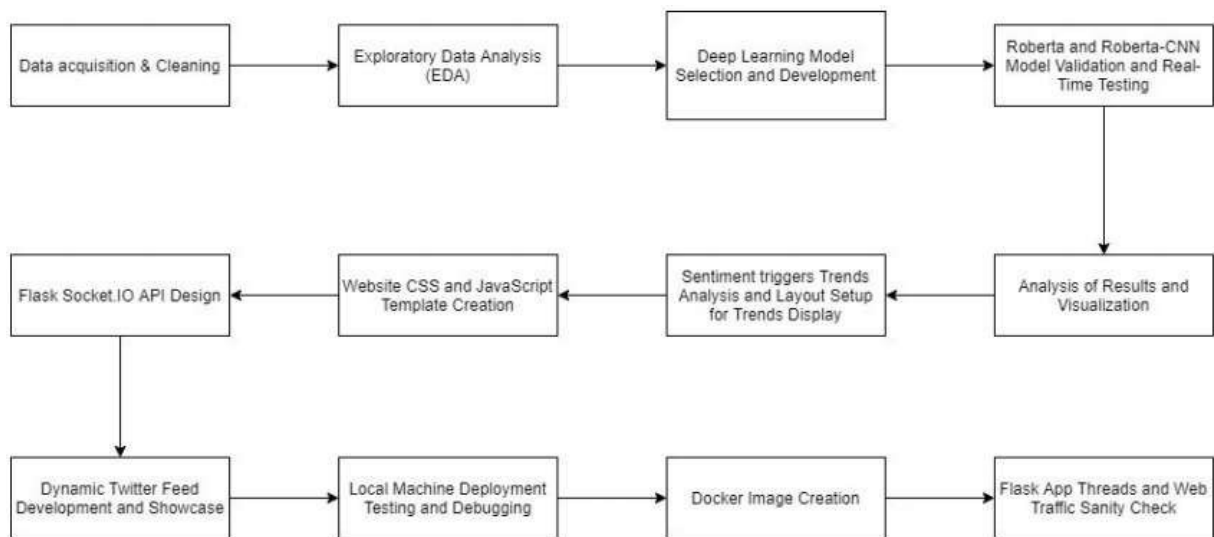 Data acquisition & Cleaning
Exploratory Data Analysis
(EDA)
Deep Learning Model
Selection and Development
Roberta and Roberta-CNN
Model Validation and Real-
Time Testing
Flask Socket.IO API Design
Website CSS and JavaScript
Template Creation
Sentiment triggers Trends
Analysis and Layout Setup
for Trends Display
Analysis of Results and
Visualization
Dynamic Twitter Feed
Development and Showcase
Local Machine Deployment
Testing and Debugging
Docker Image Creation
Flask App Threads and Web
Traffic Sanity Check